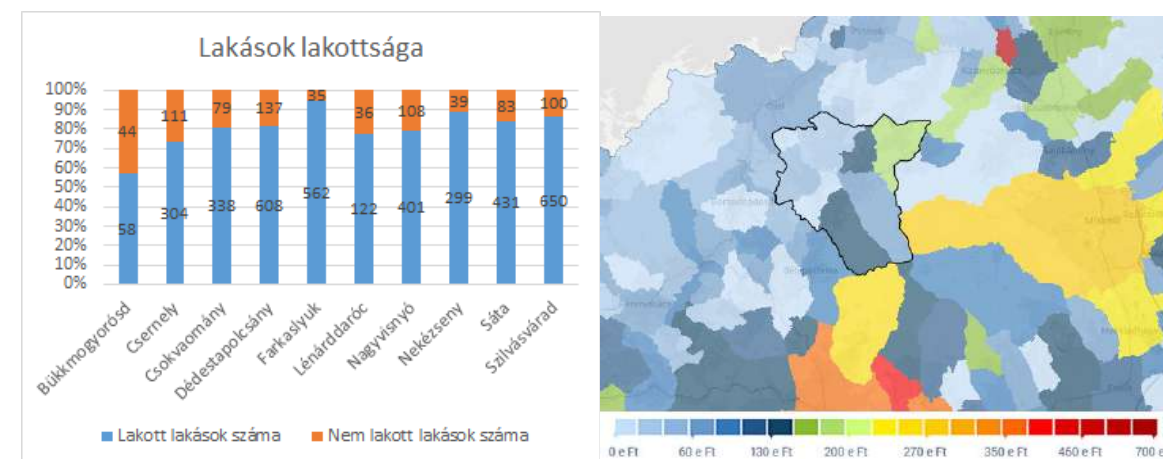 Lakások lakottsága
100%
90%
80%
70%
60%
50%
40%
30%
20%
10%
0%
44 111 79 137 35 36 108 39 83 100
58 304 338 608 562 122 401 299 431 650
Bükkmogyorósd
Csernely
Csokvaomány
Dédestapolcsány
Farkaslyuk
Lénárddaróc
Nagyvisnyó
Nekézseny
Sáta
Szilvásvárad
Lakott lakások száma
Nem lakott lakások száma
0 e Ft 60 e Ft 130 e Ft 200 e Ft 270 e Ft 350 e Ft 460 e Ft 700 e